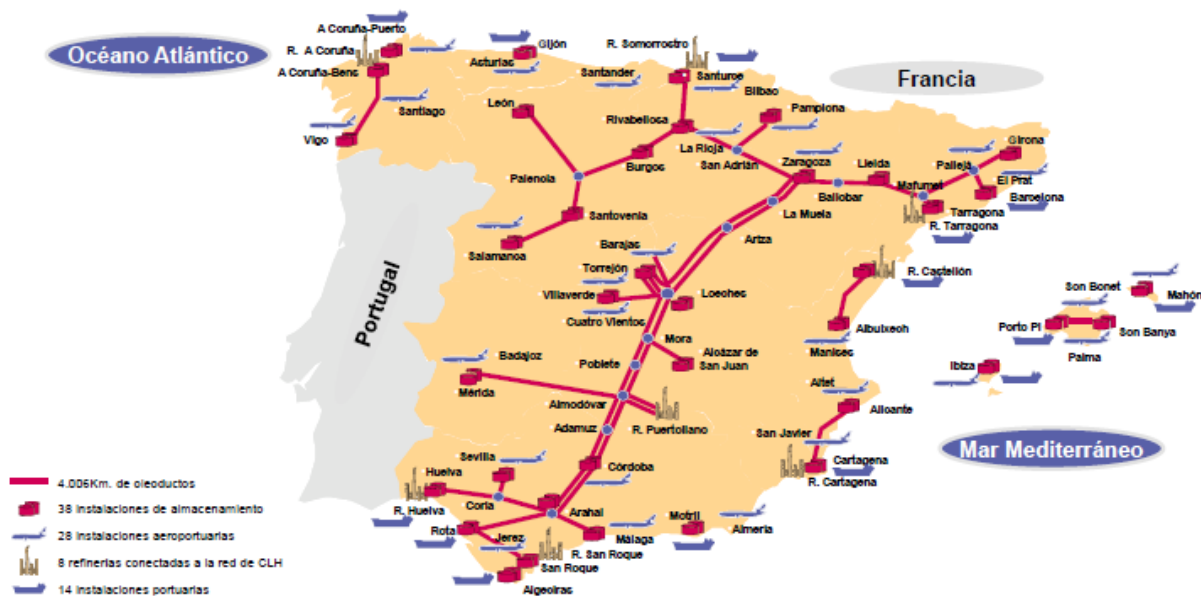 A Coruña-Puerto
Océano Atlántico
R. A Coruña
A Coruña-Bens
Santiago
Vigo
Gijón
Asturias
Santander
R. Somorrostro
Santurce
Bilbao
Francia
León
Rivabellosa
Pamplona
La Rioja
San Adrián
Burgos
Palencia
Zaragoza
Lleida
Girona
Pallejà
Mafumet
El Prat
Barcelona
Tarragona
R. Tarragona
Ballobar
La Muela
Ariza
Santovenia
Salamanca
Barajas
Torrejón
Villaverde
Loeches
Cuatro Vientos
R. Castellón
Albuixech
Manises
Son Bonet
Mahón
Porto Pi
Son Banya
Palma
Ibiza
Portugal
Mora
Alcázar de
San Juan
Poblete
Badajoz
Mérida
Almodóvar
R. Puertollano
Adamuz
Altet
Alicante
San Javier
Cartagena
R. Cartagena
Mar Mediterráneo
Sevilla
Huelva
Córdoba
Coria
R. Huelva
Arahal
Rota
Jerez
Málaga
Motril
Almería
R. San Roque
San Roque
Algeciras
4.006Km. de oleoductos
38 instalaciones de almacenamiento
28 instalaciones aeroportuarias
8 refinerías conectadas a la red de CLH
14 instalaciones portuarias